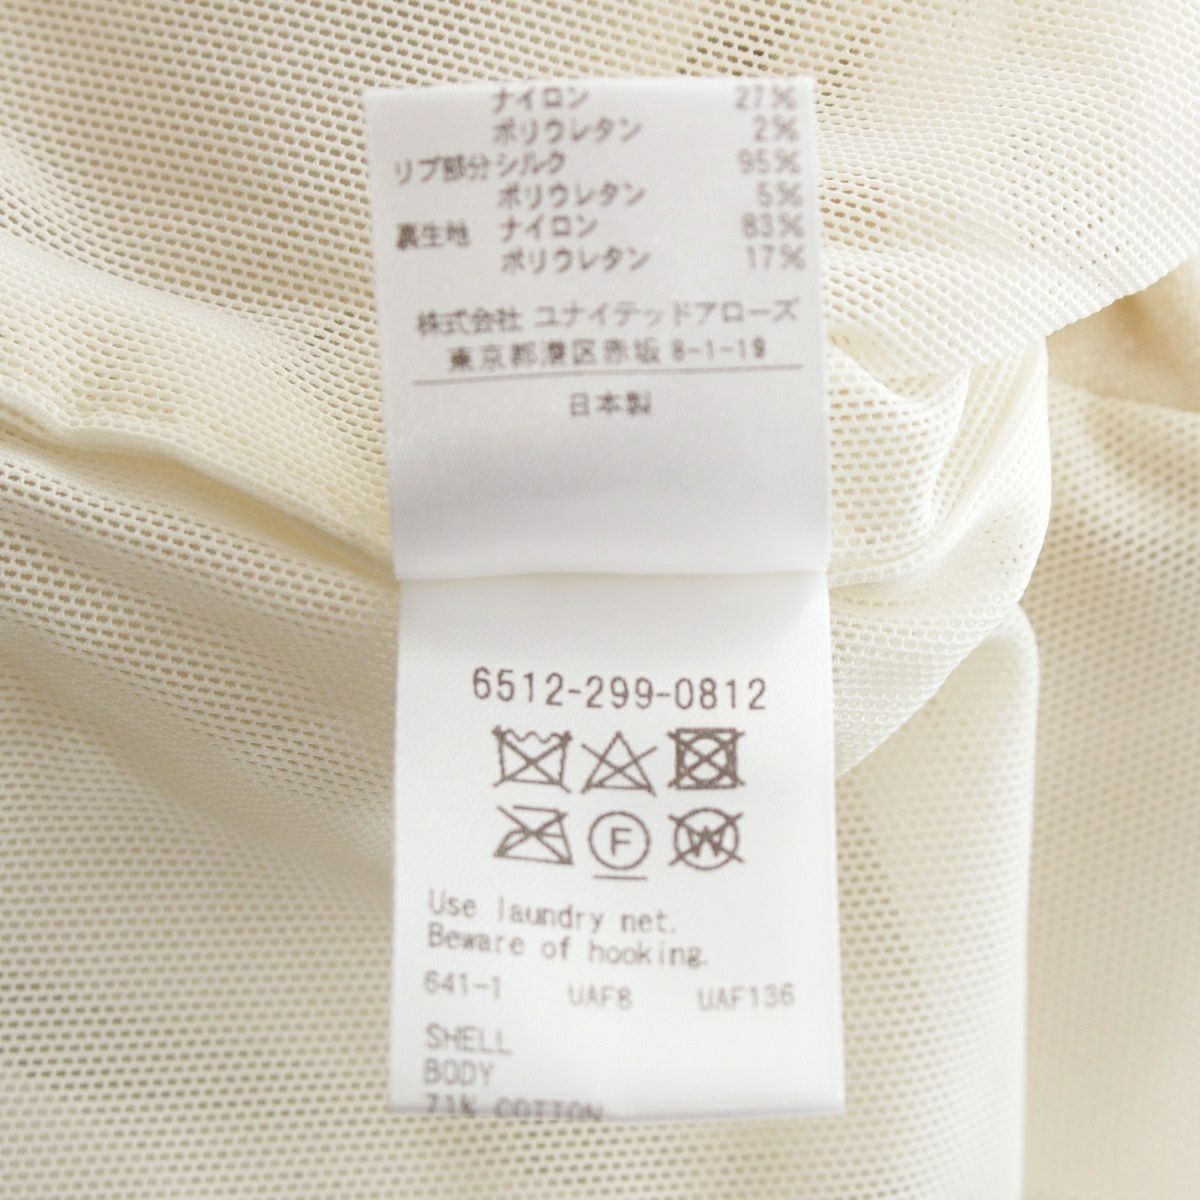 ナイロン 27%
ポリウレタン 2%
リブ部分 シルク 95%
ポリウレタン 5%
裏生地 ナイロン 83%
ポリウレタン 17%
株式会社 ユナイテッドアローズ
東京都港区赤坂 8-1-19
日本製
6512-299-0812
F W
Use laundry net.
Beware of hooking.
641-1 UAF8 UAF136
SHELL
BODY
71% COTTON